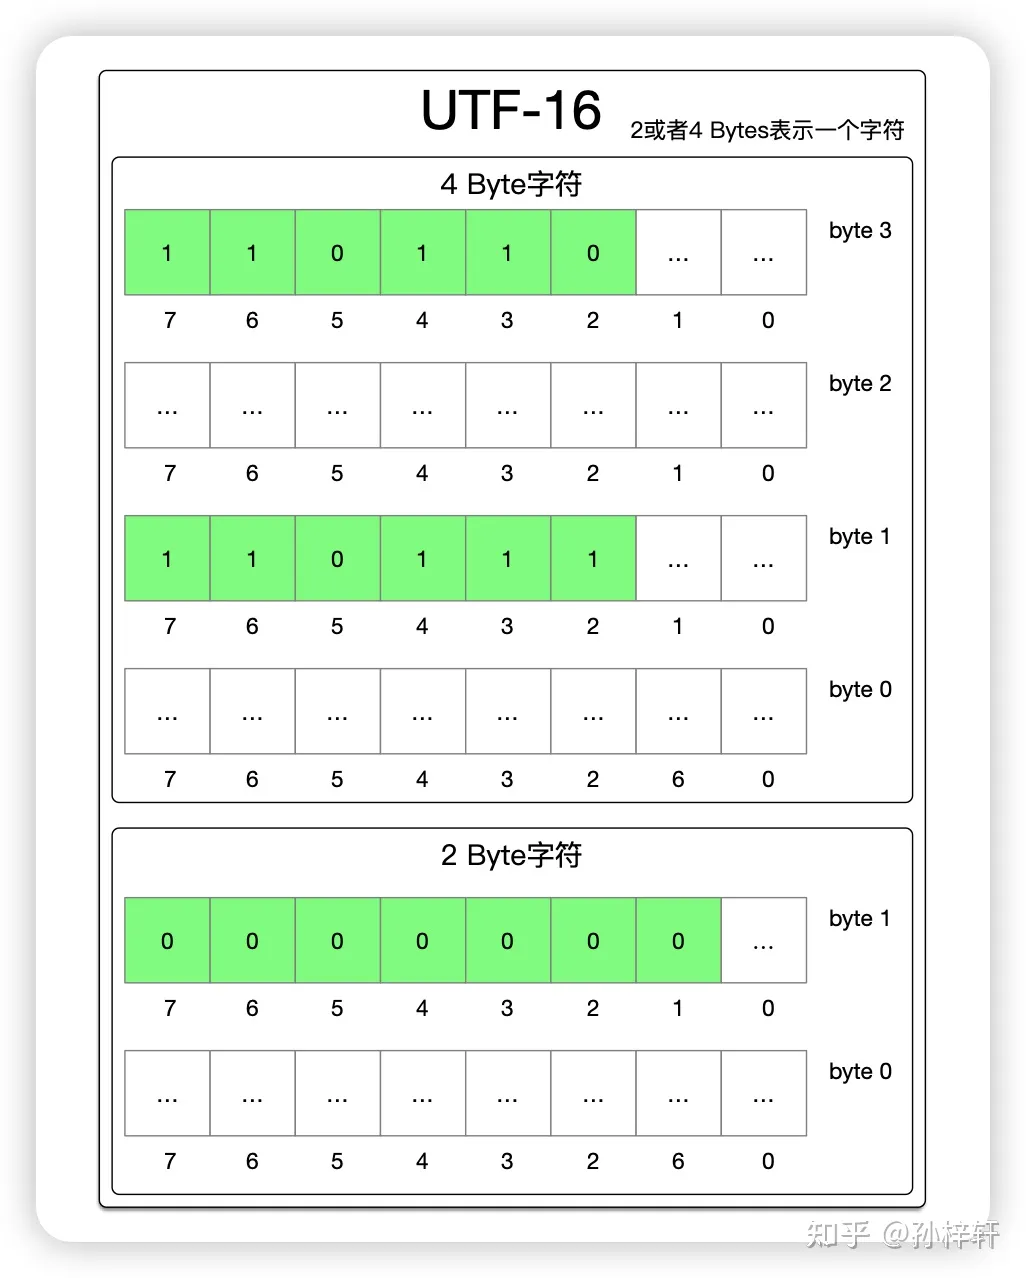 UTF-16
2或者4 Bytes表示一个字符
4 Byte字符
1 1 0 1 1 0 ... ... byte 3
7 6 5 4 3 2 1 0
... ... ... ... ... ... ... ... byte 2
7 6 5 4 3 2 1 0
1 1 0 1 1 1 ... ... byte 1
7 6 5 4 3 2 1 0
... ... ... ... ... ... ... ... byte 0
7 6 5 4 3 2 6 0
2 Byte字符
0 0 0 0 0 0 0 ... byte 1
7 6 5 4 3 2 1 0
... ... ... ... ... ... ... ... byte 0
7 6 5 4 3 2 6 0
知乎 @孙梓轩